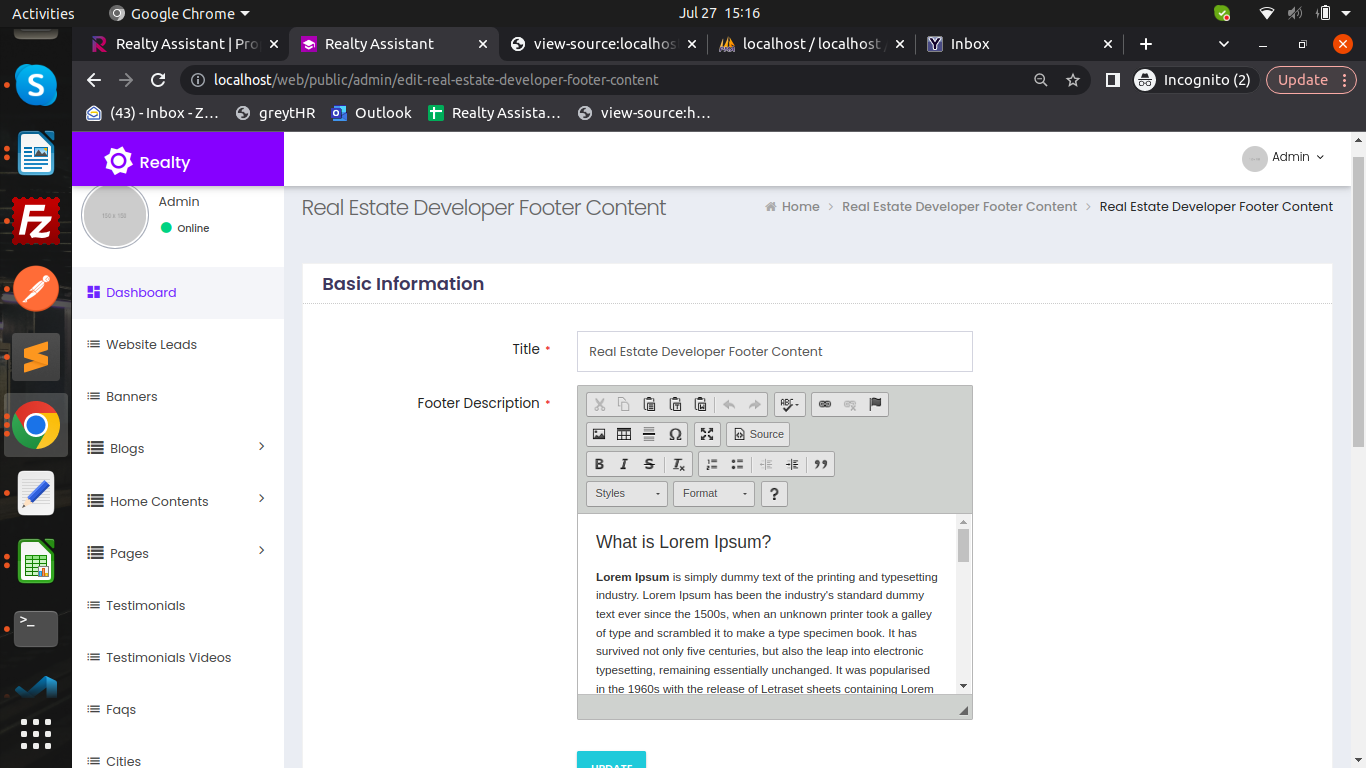 Activities Google Chrome Jul 27 15:16
Realty Assistant | Pro Realty Assistant view-source:localhos localhost / localhost / Inbox
localhost/web/public/admin/edit-real-estate-developer-footer-content Incognito (2) Update
(43) - Inbox - Z... greytHR Outlook Realty Assista... view-source:h...
Realty Admin
Real Estate Developer Footer Content Home Real Estate Developer Footer Content Real Estate Developer Footer Content
Admin
Online
Basic Information
Dashboard
Website Leads
Banners
Blogs
Home Contents
Pages
Testimonials
Testimonials Videos
Faqs
Cities
Title * Real Estate Developer Footer Content
Footer Description *
ABC
Source
B I S Ix
Styles Format ?
What is Lorem Ipsum?
Lorem Ipsum is simply dummy text of the printing and typesetting
industry. Lorem Ipsum has been the industry's standard dummy
text ever since the 1500s, when an unknown printer took a galley
of type and scrambled it to make a type specimen book. It has
survived not only five centuries, but also the leap into electronic
typesetting, remaining essentially unchanged. It was popularised
in the 1960s with the release of Letraset sheets containing Lorem
UPDATE